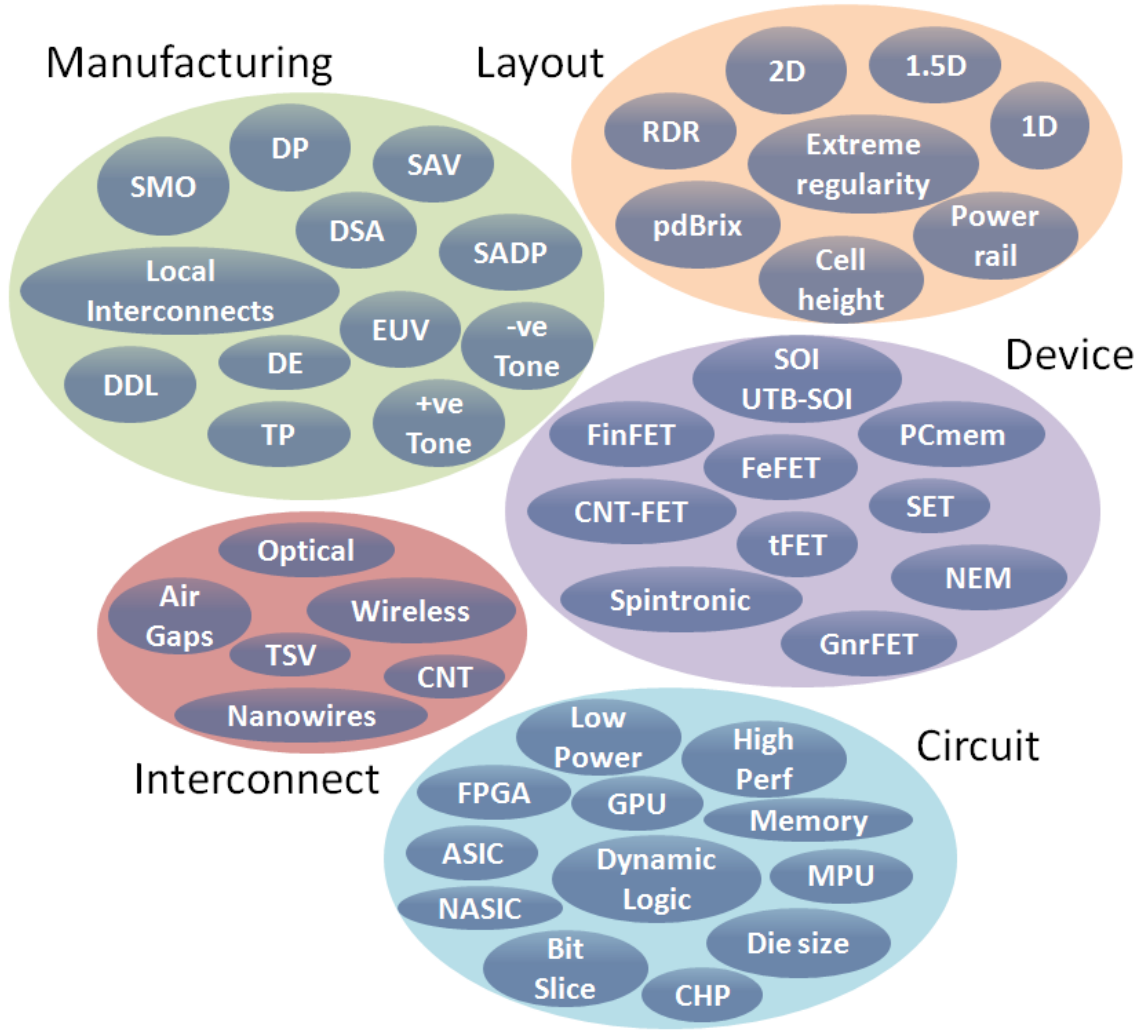 Manufacturing
DP
SMO
SAV
DSA
SADP
Local
Interconnects
EUV
-ve
Tone
DE
DDL
+ve
Tone
TP
Layout
2D
1.5D
1D
RDR
Extreme
regularity
pdBrix
Power
rail
Cell
height
Device
SOI
UTB-SOI
FinFET
PCmem
FeFET
CNT-FET
SET
tFET
NEM
Spintronic
GnrFET
Optical
Air
Gaps
Wireless
TSV
CNT
Nanowires
Interconnect
Circuit
Low
Power
High
Perf
FPGA
GPU
Memory
ASIC
Dynamic
Logic
MPU
NASIC
Die size
Bit
Slice
CHP